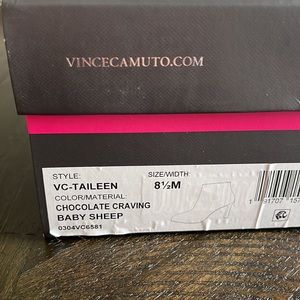 VINCECAMUTO.COM
STYLE: SIZE/WIDTH:
VC-TAILEEN 8½M
COLOR/MATERIAL:
CHOCOLATE CRAVING
BABY SHEEP
0304VC6581